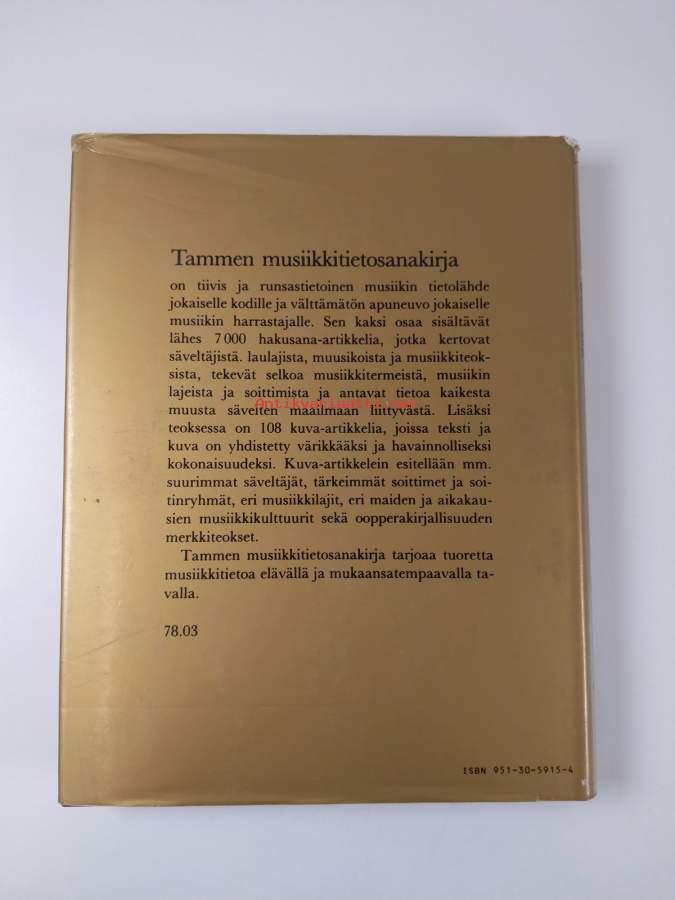 Tammen musiikkitietosanakirja
on tiivis ja runsastietoinen musiikin tietolähde
jokaiselle kodille ja välttämätön apuneuvo jokaiselle
musiikin harrastajalle. Sen kaksi osaa sisältävät
lähes 7 000 hakusana-artikkelia, jotka kertovat
säveltäjistä. laulajista, muusikoista ja musiikkiteok-
sista, tekevät selkoa musiikkitermeistä, musiikin
lajeista ja soittimista ja antavat tietoa kaikesta
Antikvariaatti.net
muusta sävelten maailmaan liittyvästä. Lisäksi
teoksessa on 108 kuva-artikkelia, joissa teksti ja
kuva on yhdistetty värikkääksi ja havainnolliseksi
kokonaisuudeksi. Kuva-artikkelein esitellään mm.
suurimmat säveltäjät, tärkeimmät soittimet ja soi-
tinryhmät, eri musiikkilajit, eri maiden ja aikakau-
sien musiikkikulttuurit sekä oopperakirjallisuuden
merkkiteokset.
Tammen musiikkitietosanakirja tarjoaa tuoretta
musiikkitietoa elävällä ja mukaansatempaavalla ta-
valla.
78.03
ISBN 951-30-5915-4